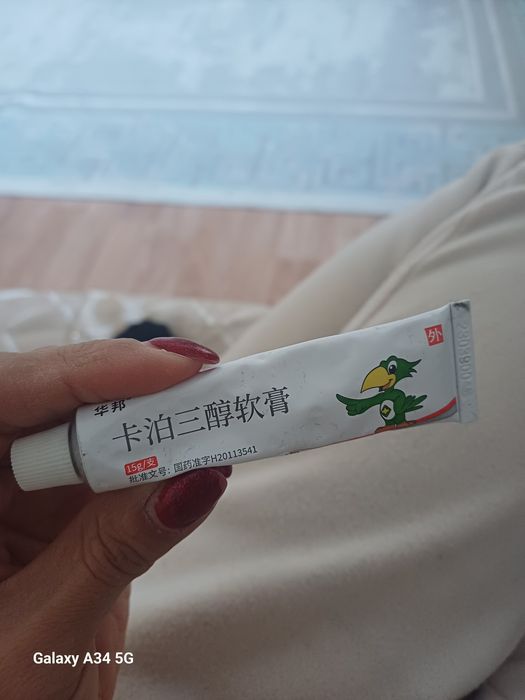 华邦
卡泊三醇软膏
外
15g/支
批准文号：国药准字H20113541
Galaxy A34 5G